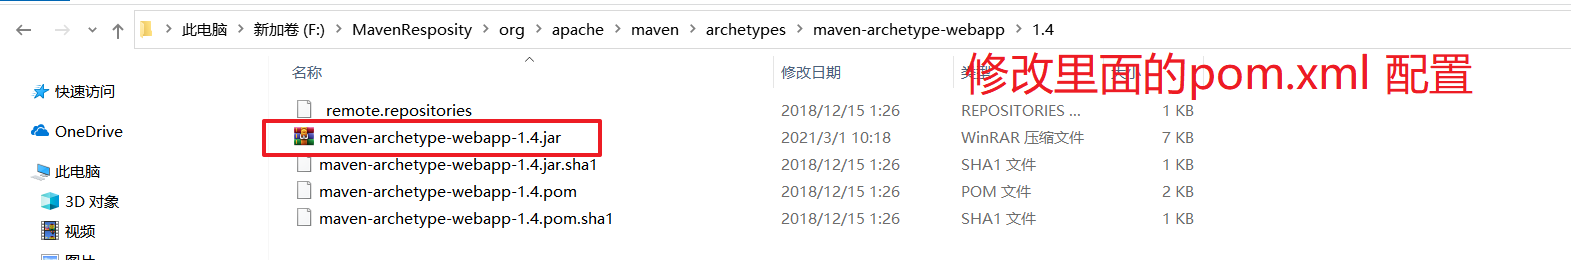 此电脑 > 新加卷 (F:) > MavenResposity > org > apache > maven > archetypes > maven-archetype-webapp > 1.4
名称 修改日期 类型 大小
修改里面的pom.xml 配置
快速访问
OneDrive
此电脑
3D 对象
视频
图片
_remote.repositories 2018/12/15 1:26 REPOSITORIES ... 1 KB
maven-archetype-webapp-1.4.jar 2021/3/1 10:18 WinRAR 压缩文件 7 KB
maven-archetype-webapp-1.4.jar.sha1 2018/12/15 1:26 SHA1 文件 1 KB
maven-archetype-webapp-1.4.pom 2018/12/15 1:26 POM 文件 2 KB
maven-archetype-webapp-1.4.pom.sha1 2018/12/15 1:26 SHA1 文件 1 KB